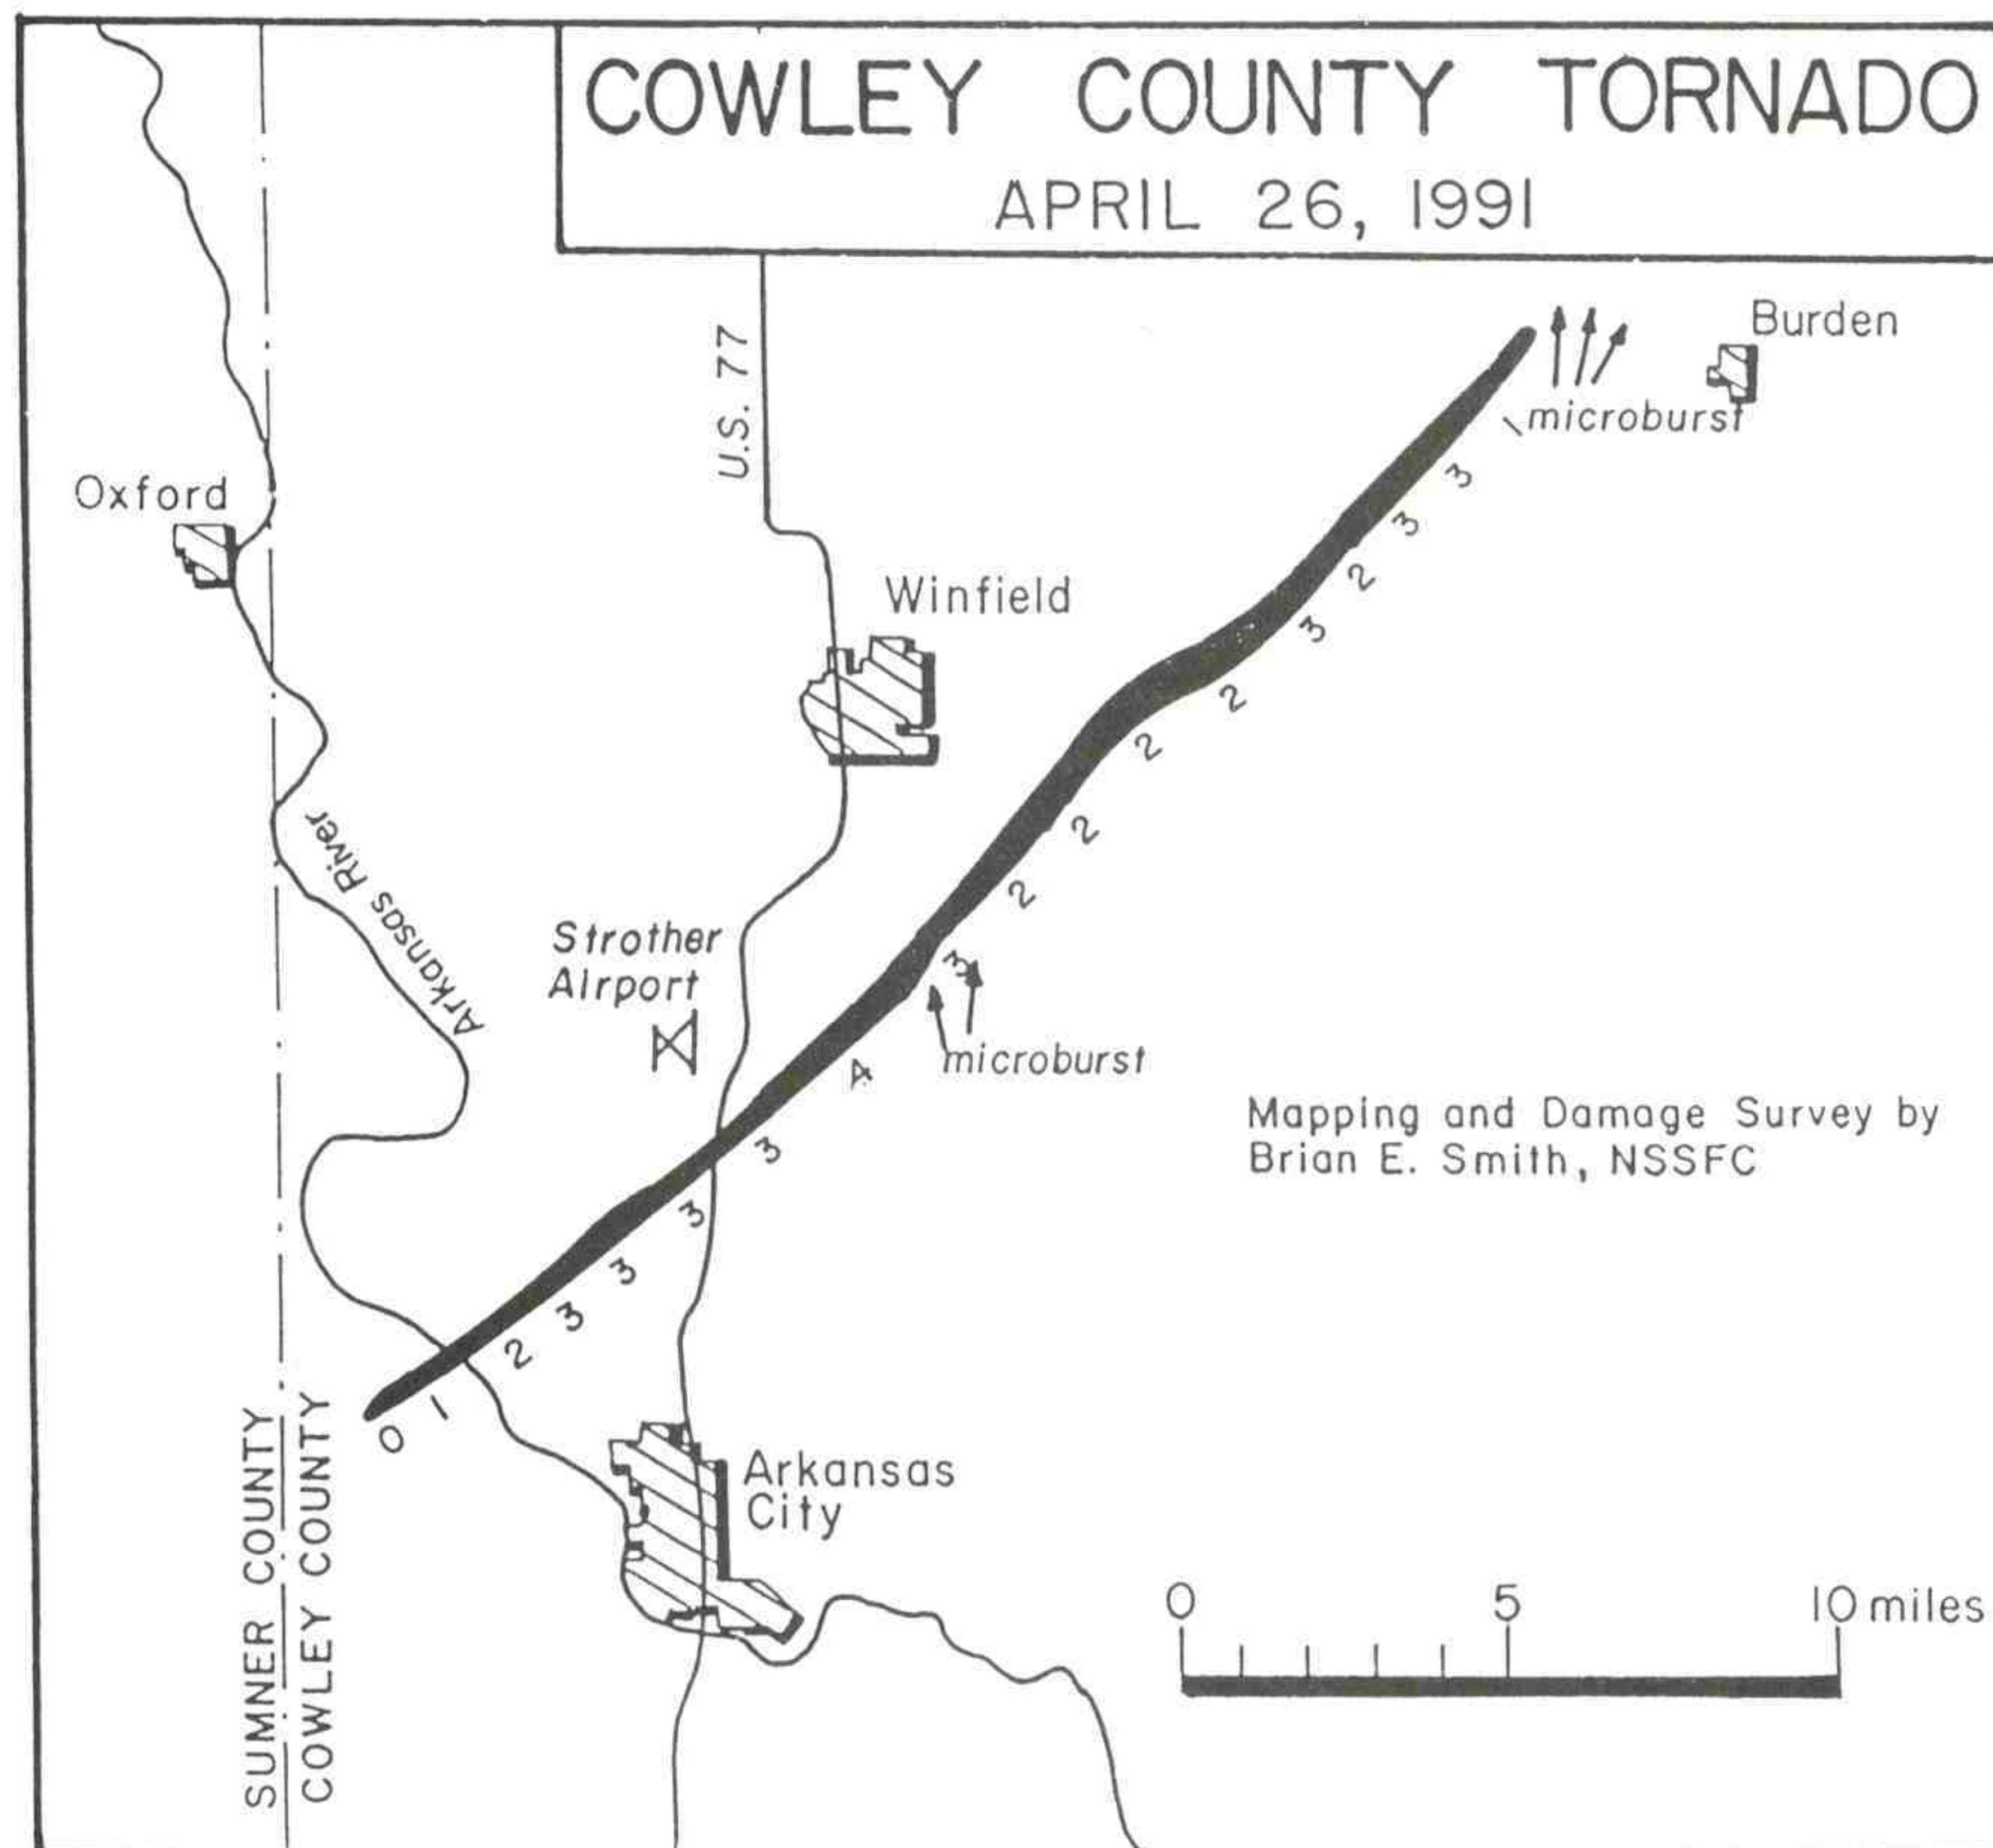 COWLEY COUNTY TORNADO
APRIL 26, 1991
Burden
U.S. 77
microburst
1
3
Oxford
3
2
Winfield
3
2
2
2
Arkansas River
2
Strother
Airport
3
microburst
4
Mapping and Damage Survey by
Brian E. Smith, NSSFC
3
3
3
3
2
1
0
SUMNER COUNTY
COWLEY COUNTY
Arkansas
City
0 5 10 miles